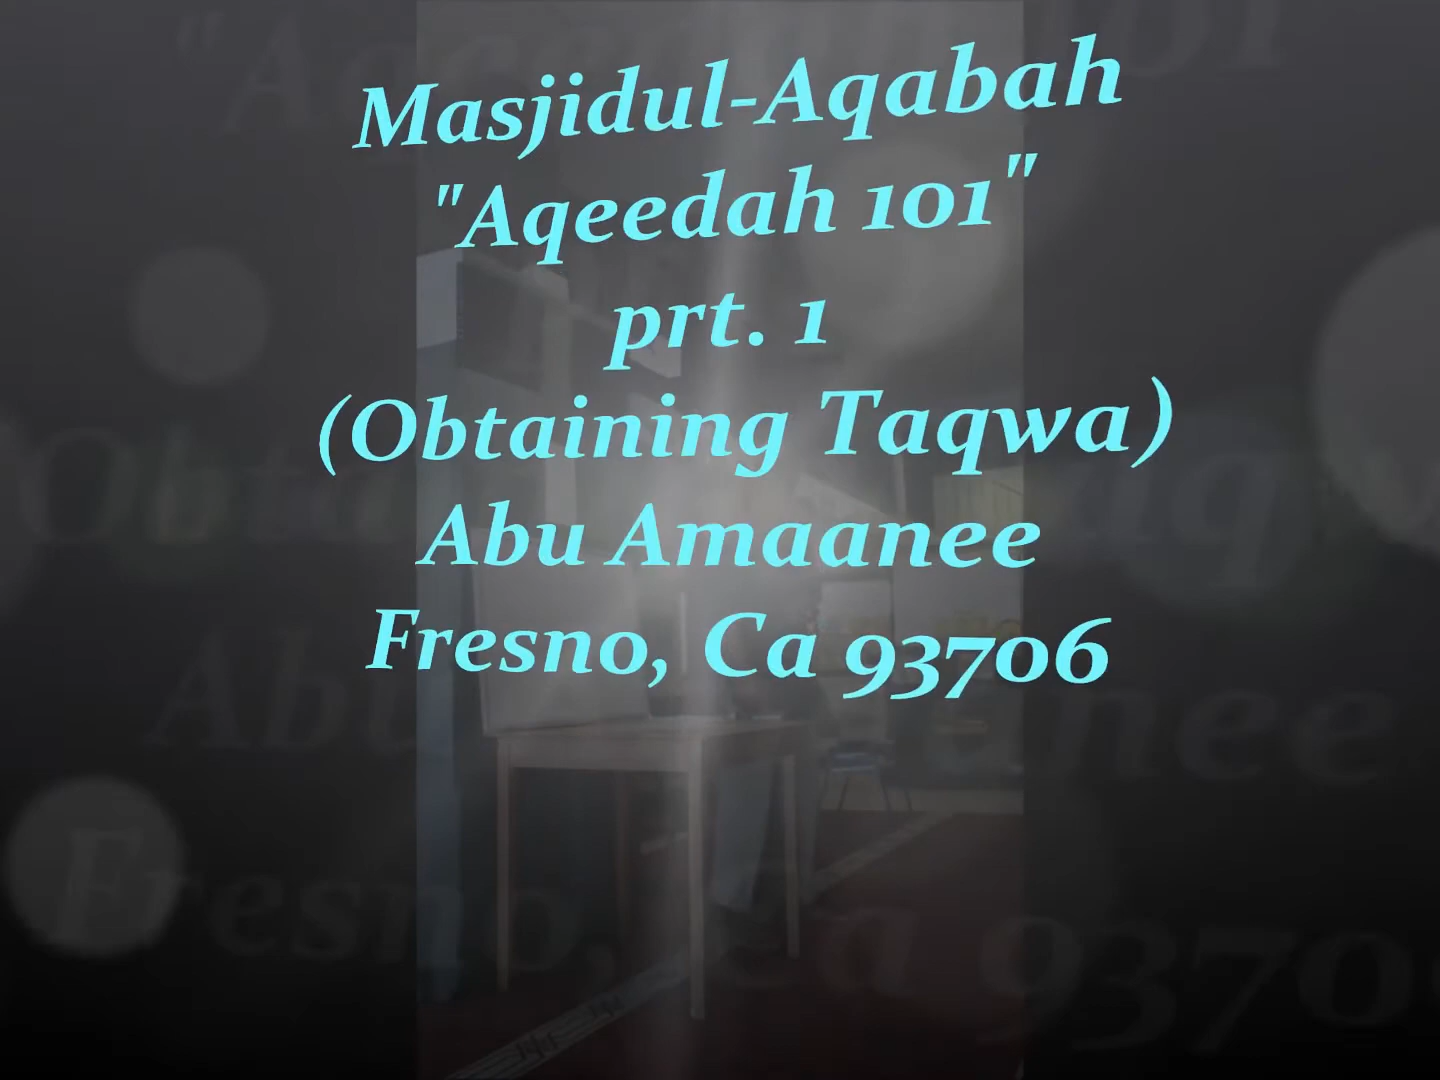 Masjidul-Aqabah
"Aqeedah 101"
prt. 1
(Obtaining Taqwa)
Abu Amaanee
Fresno, Ca 93706